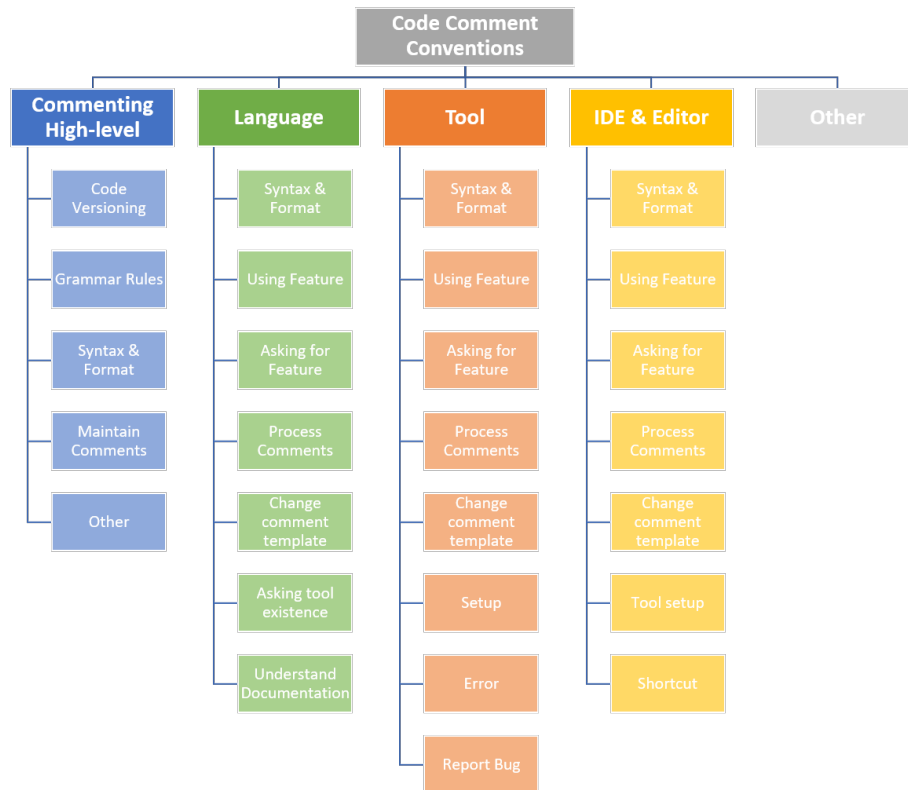 Code Comment
Conventions
Commenting
High-level
Language
Tool
IDE & Editor
Other
Code
Versioning
Grammar Rules
Syntax &
Format
Maintain
Comments
Other
Syntax &
Format
Using Feature
Asking for
Feature
Process
Comments
Change
comment
template
Asking tool
existence
Understand
Documentation
Syntax &
Format
Using Feature
Asking for
Feature
Process
Comments
Change
comment
template
Setup
Error
Report Bug
Syntax &
Format
Using Feature
Asking for
Feature
Process
Comments
Change
comment
template
Tool setup
Shortcut